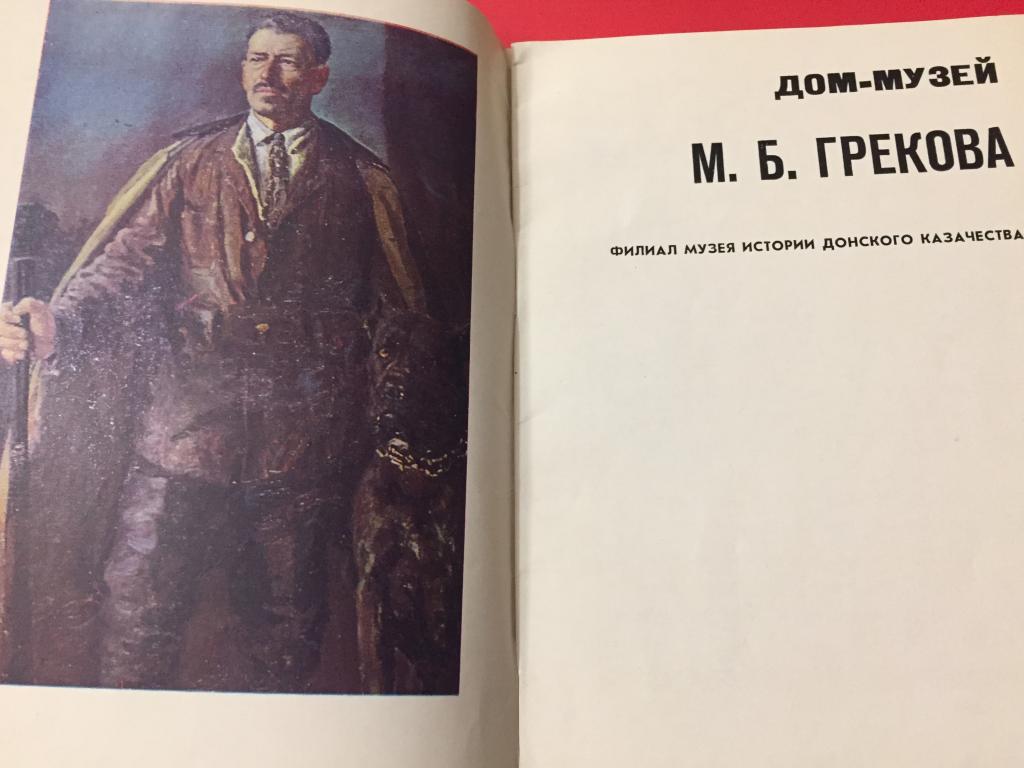 ДОМ-МУЗЕЙ
М. Б. ГРЕКОВА
ФИЛИАЛ МУЗЕЯ ИСТОРИИ ДОНСКОГО КАЗАЧЕСТВА